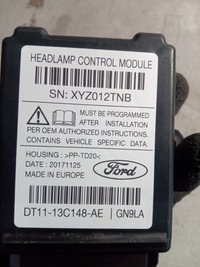 HEADLAMP CONTROL MODULE
SN: XYZ012TNB
MUST BE PROGRAMMED
AFTER INSTALLATION AS
PER OEM AUTHORIZED INSTRUCTIONS.
CONTAINS VEHICLE SPECIFIC DATA.
HOUSING : >PP-TD20<
DATE : 20171125
MADE IN EUROPE
Ford
DT11-13C148-AE | GN9LA